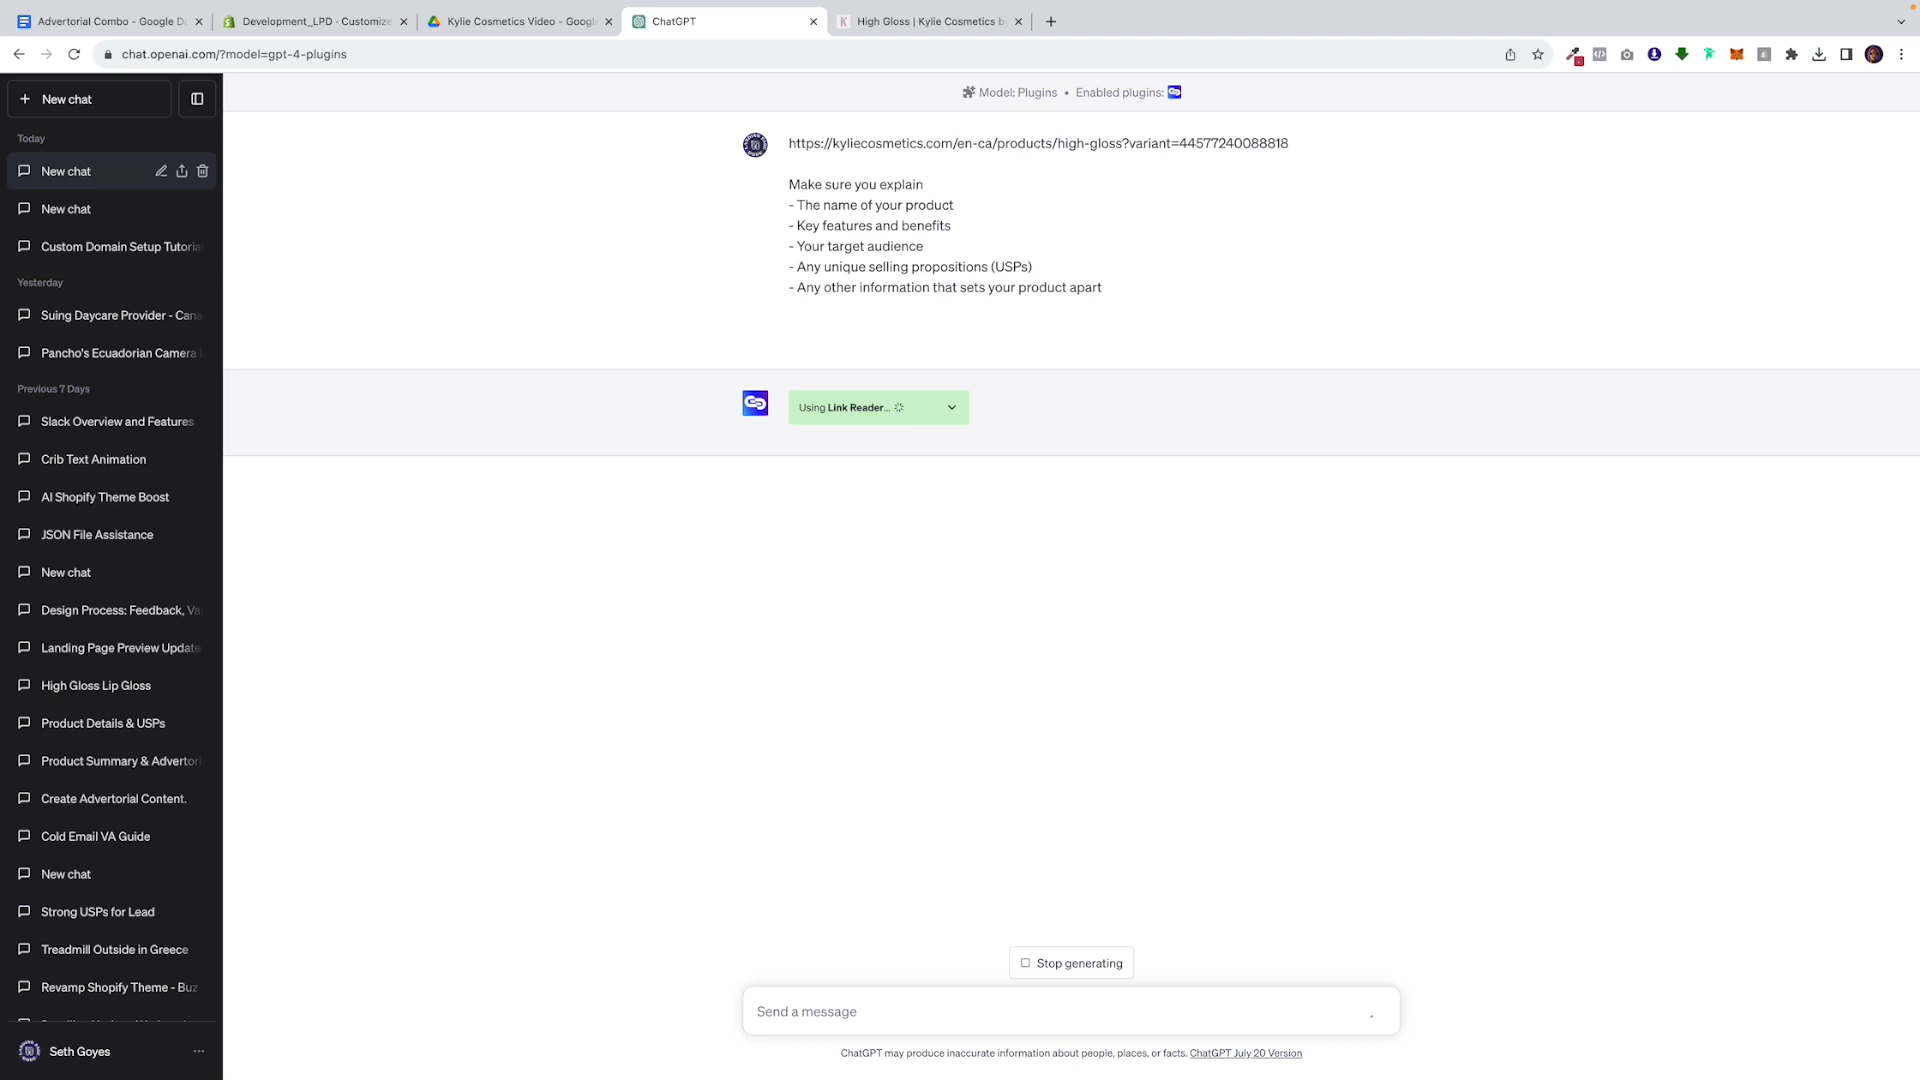 Advertorial Combo - Google Do
Development_LPD · Customize
Kylie Cosmetics Video - Google
ChatGPT
High Gloss | Kylie Cosmetics b
chat.openai.com/?model=gpt-4-plugins
New chat
Model: Plugins • Enabled plugins:
Today
New chat
New chat
Custom Domain Setup Tutoria
Yesterday
Suing Daycare Provider - Cana
Pancho's Ecuadorian Camera
Previous 7 Days
Slack Overview and Features
Crib Text Animation
AI Shopify Theme Boost
JSON File Assistance
New chat
Design Process: Feedback, Va
Landing Page Preview Update
High Gloss Lip Gloss
Product Details & USPs
Product Summary & Advertori
Create Advertorial Content.
Cold Email VA Guide
New chat
Strong USPs for Lead
Treadmill Outside in Greece
Revamp Shopify Theme - Buz
Seth Goyes
https://kyliecosmetics.com/en-ca/products/high-gloss?variant=44577240088818
Make sure you explain
- The name of your product
- Key features and benefits
- Your target audience
- Any unique selling propositions (USPs)
- Any other information that sets your product apart
Using Link Reader...
Stop generating
Send a message
ChatGPT may produce inaccurate information about people, places, or facts. ChatGPT July 20 Version